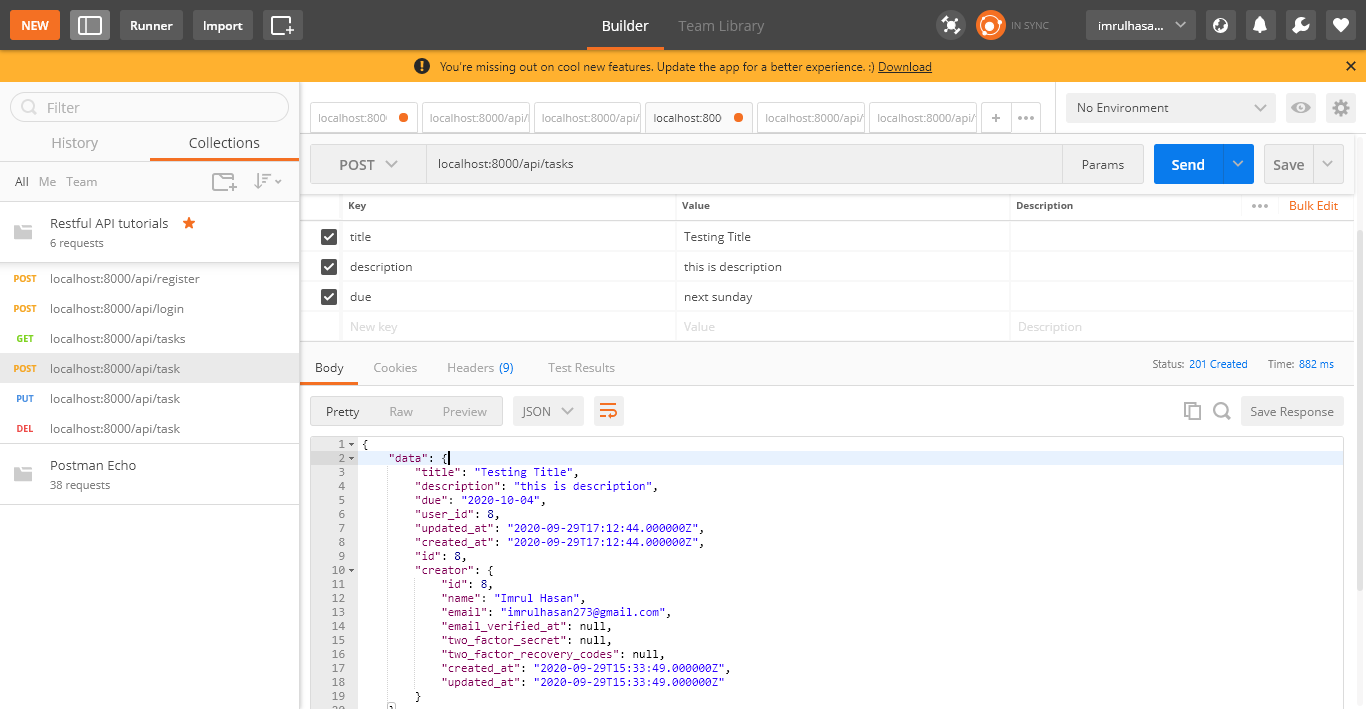 NEW Runner Import Builder Team Library IN SYNC imrulhasa...
You're missing out on cool new features. Update the app for a better experience. :) Download
Filter
History Collections
All Me Team
Restful API tutorials
6 requests
POST localhost:8000/api/register
POST localhost:8000/api/login
GET localhost:8000/api/tasks
POST localhost:8000/api/task
PUT localhost:8000/api/task
DEL localhost:8000/api/task
Postman Echo
38 requests
localhost:800 localhost:8000/api/ localhost:8000/api/ localhost:800 localhost:8000/api/ localhost:8000/api/ + No Environment
POST localhost:8000/api/tasks Params Send Save
Key Value Description Bulk Edit
title Testing Title
description this is description
due next sunday
New key Value Description
Body Cookies Headers (9) Test Results Status: 201 Created Time: 882 ms
Pretty Raw Preview JSON Save Response
1 {
2 "data": {
3 "title": "Testing Title",
4 "description": "this is description",
5 "due": "2020-10-04",
6 "user_id": 8,
7 "updated_at": "2020-09-29T17:12:44.000000Z",
8 "created_at": "2020-09-29T17:12:44.000000Z",
9 "id": 8,
10 "creator": {
11 "id": 8,
12 "name": "Imrul Hasan",
13 "email": "imrulhasan273@gmail.com",
14 "email_verified_at": null,
15 "two_factor_secret": null,
16 "two_factor_recovery_codes": null,
17 "created_at": "2020-09-29T15:33:49.000000Z",
18 "updated_at": "2020-09-29T15:33:49.000000Z"
19 }